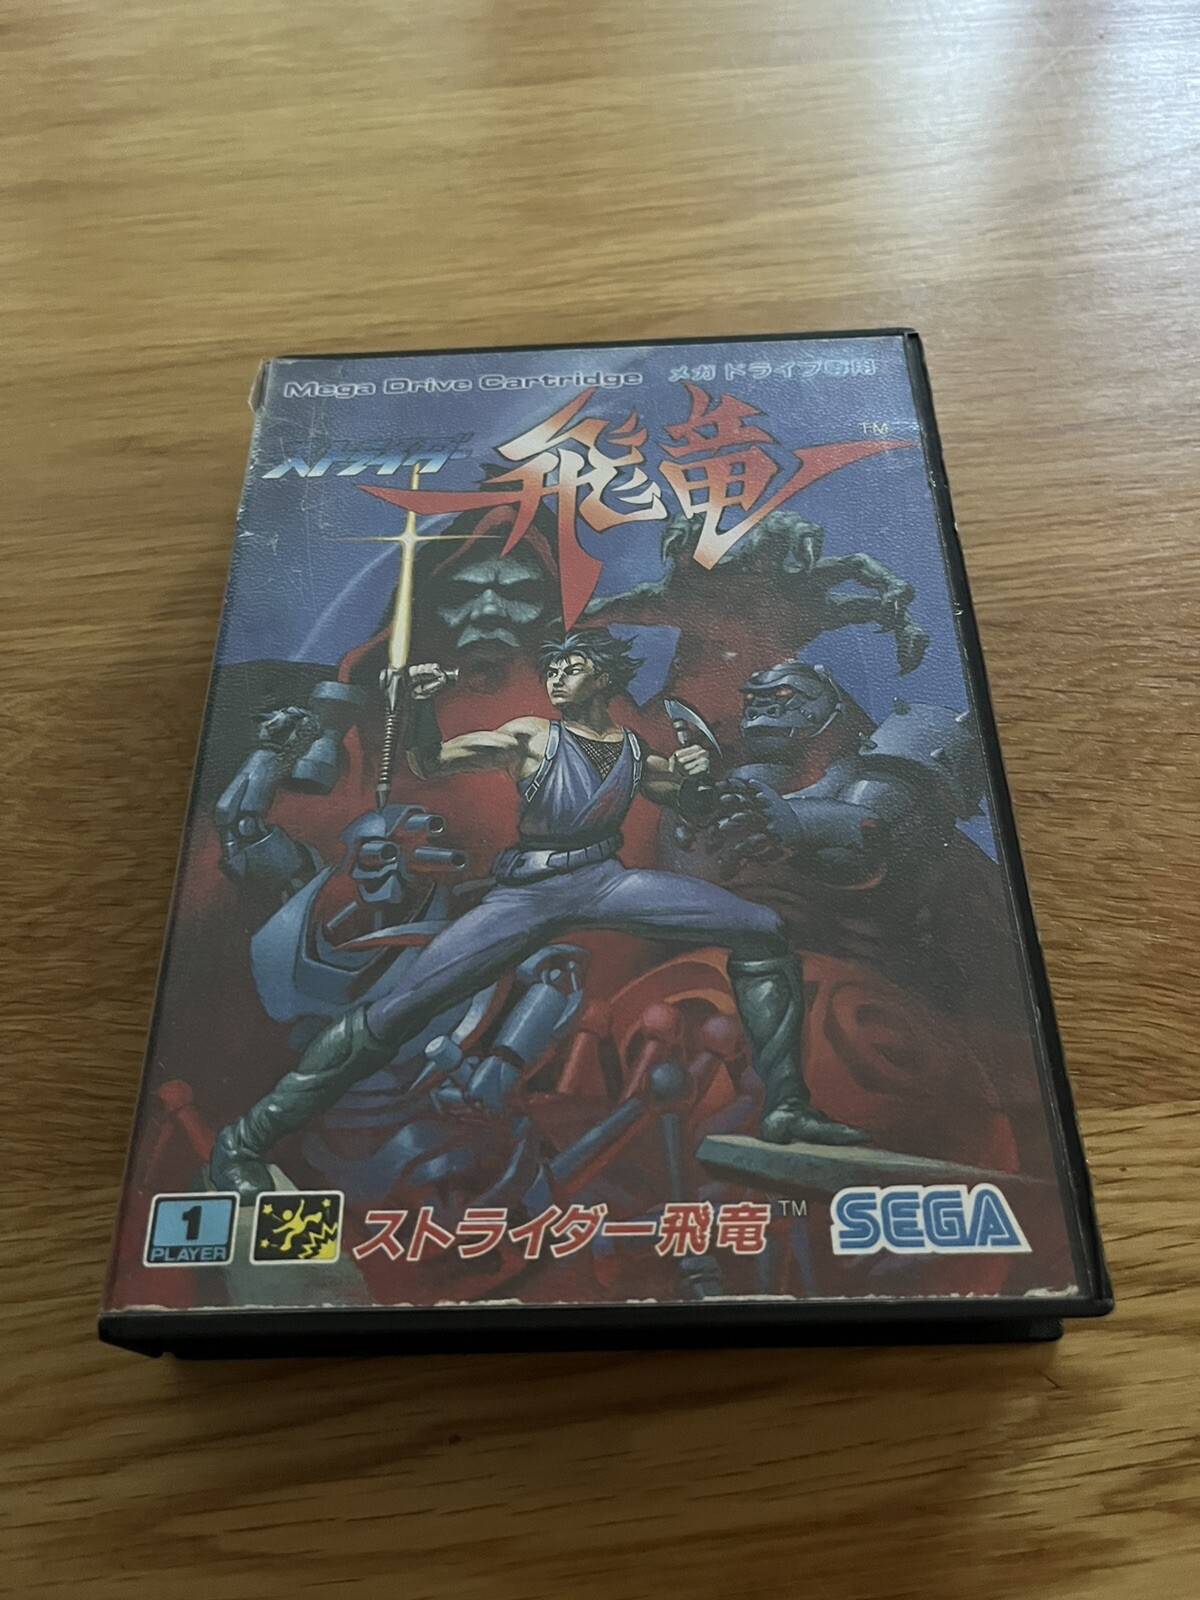 Mega Drive Cartridge メガドライブ専用
ストライダー 飛竜 TM
1
PLAYER
ストライダー飛竜 TM
SEGA